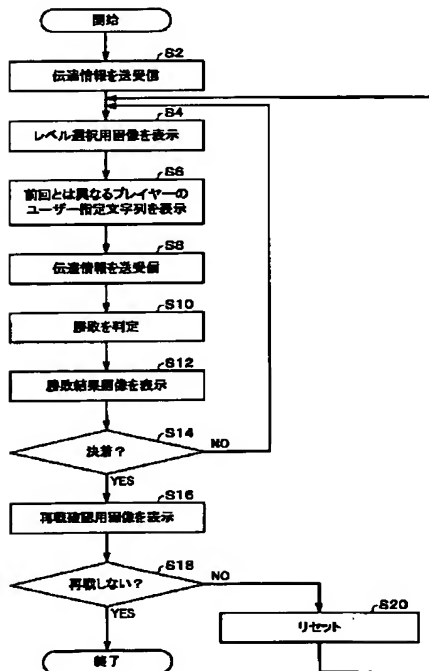 開始
S2
伝達情報を送受信
S4
レベル選択用画像を表示
S6
前回とは異なるプレイヤーの
ユーザー指定文字列を表示
S8
伝達情報を送受信
S10
勝敗を判定
S12
勝敗結果画像を表示
S14
決着？
NO
YES
S16
再戦確認用画像を表示
S18
再戦しない？
NO
YES
S20
リセット
終了